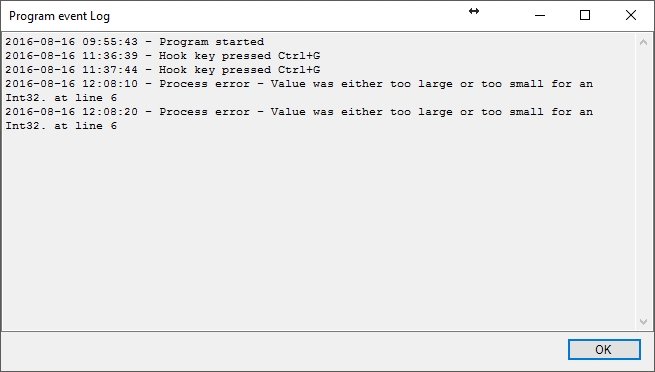 Program event Log
2016-08-16 09:55:43 - Program started
2016-08-16 11:36:39 - Hook key pressed Ctrl+G
2016-08-16 11:37:44 - Hook key pressed Ctrl+G
2016-08-16 12:08:10 - Process error - Value was either too large or too small for an
Int32. at line 6
2016-08-16 12:08:20 - Process error - Value was either too large or too small for an
Int32. at line 6
OK